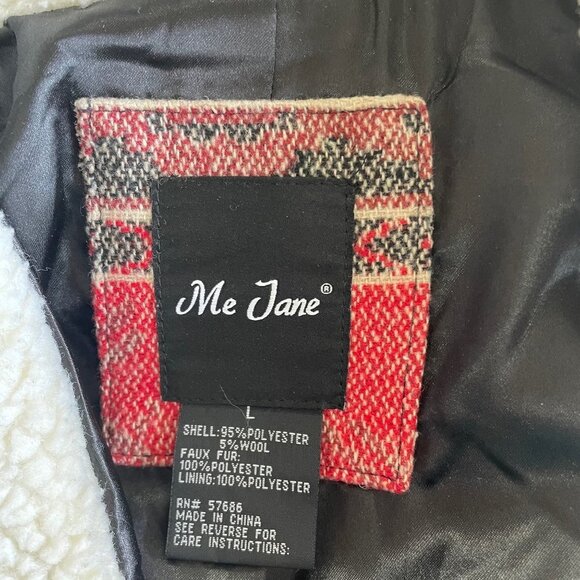 Me Jane®
L
SHELL:95%POLYESTER
5%WOOL
FAUX FUR:
100%POLYESTER
LINING:100%POLYESTER
RN# 57686
MADE IN CHINA
SEE REVERSE FOR
CARE INSTRUCTIONS: